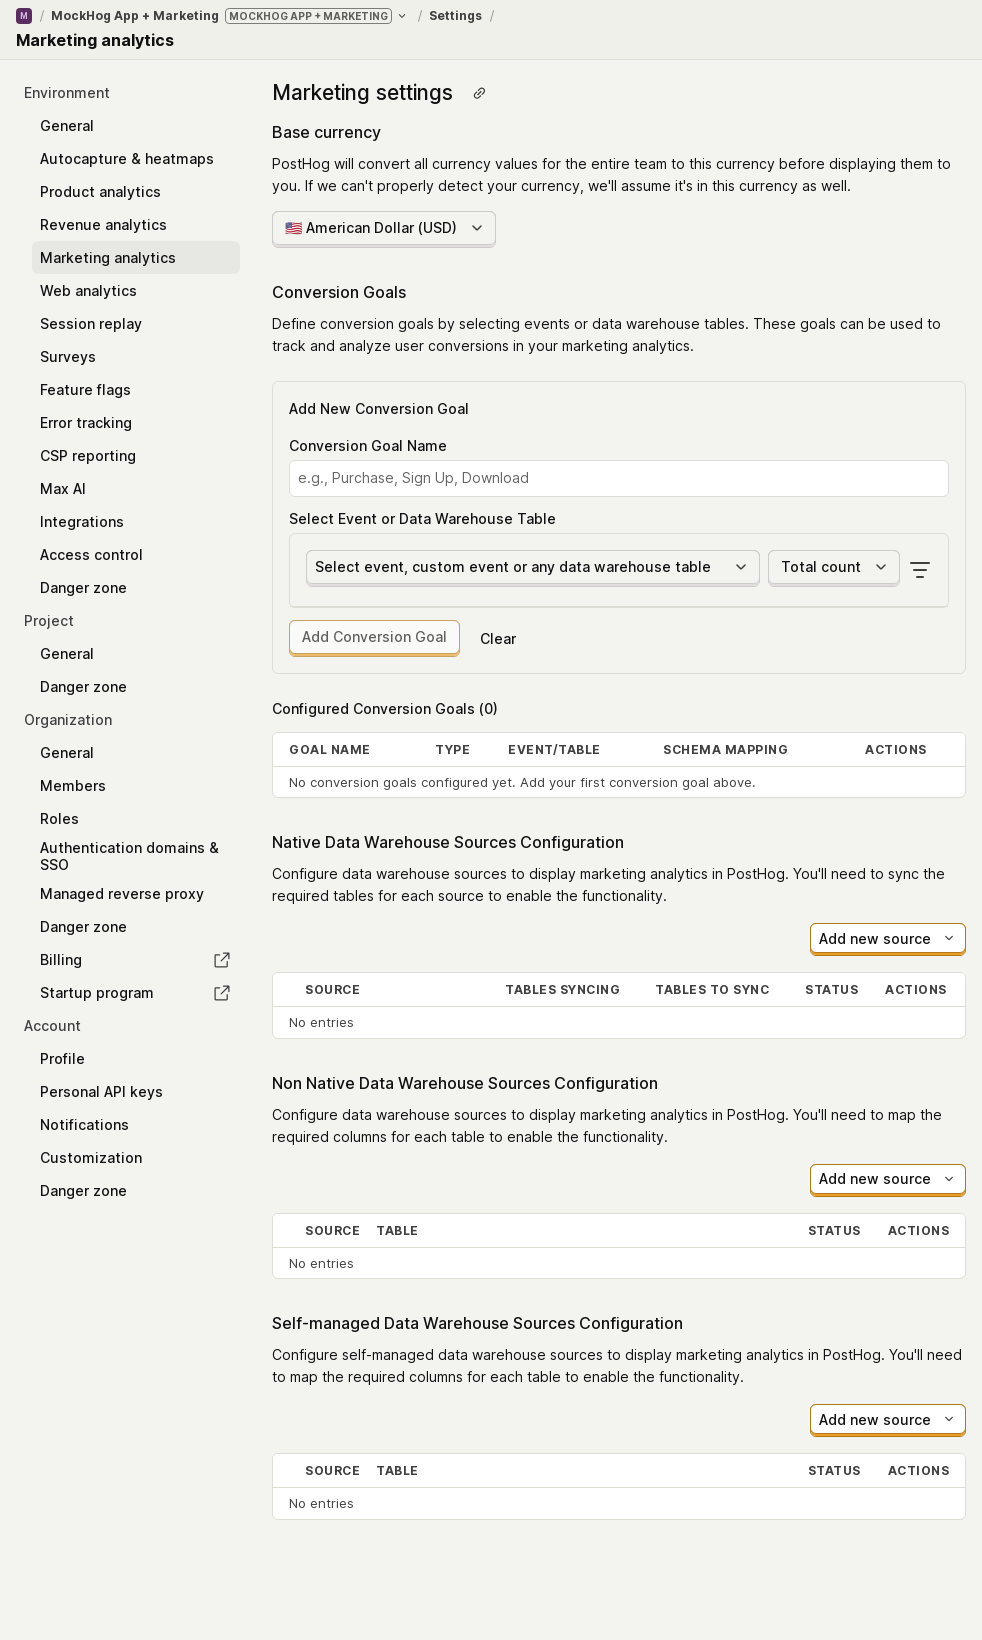 M / MockHog App + Marketing MOCKHOG APP + MARKETING / Settings /
Marketing analytics
Environment
General
Autocapture & heatmaps
Product analytics
Revenue analytics
Marketing analytics
Web analytics
Session replay
Surveys
Feature flags
Error tracking
CSP reporting
Max AI
Integrations
Access control
Danger zone
Project
General
Danger zone
Organization
General
Members
Roles
Authentication domains &
SSO
Managed reverse proxy
Danger zone
Billing
Startup program
Account
Profile
Personal API keys
Notifications
Customization
Danger zone
Marketing settings
Base currency
PostHog will convert all currency values for the entire team to this currency before displaying them to
you. If we can't properly detect your currency, we'll assume it's in this currency as well.
🇺🇸 American Dollar (USD)
Conversion Goals
Define conversion goals by selecting events or data warehouse tables. These goals can be used to
track and analyze user conversions in your marketing analytics.
Add New Conversion Goal
Conversion Goal Name
e.g., Purchase, Sign Up, Download
Select Event or Data Warehouse Table
Select event, custom event or any data warehouse table Total count
Add Conversion Goal Clear
Configured Conversion Goals (0)
GOAL NAME TYPE EVENT/TABLE SCHEMA MAPPING ACTIONS
No conversion goals configured yet. Add your first conversion goal above.
Native Data Warehouse Sources Configuration
Configure data warehouse sources to display marketing analytics in PostHog. You'll need to sync the
required tables for each source to enable the functionality.
Add new source
SOURCE TABLES SYNCING TABLES TO SYNC STATUS ACTIONS
No entries
Non Native Data Warehouse Sources Configuration
Configure data warehouse sources to display marketing analytics in PostHog. You'll need to map the
required columns for each table to enable the functionality.
Add new source
SOURCE TABLE STATUS ACTIONS
No entries
Self-managed Data Warehouse Sources Configuration
Configure self-managed data warehouse sources to display marketing analytics in PostHog. You'll need
to map the required columns for each table to enable the functionality.
Add new source
SOURCE TABLE STATUS ACTIONS
No entries